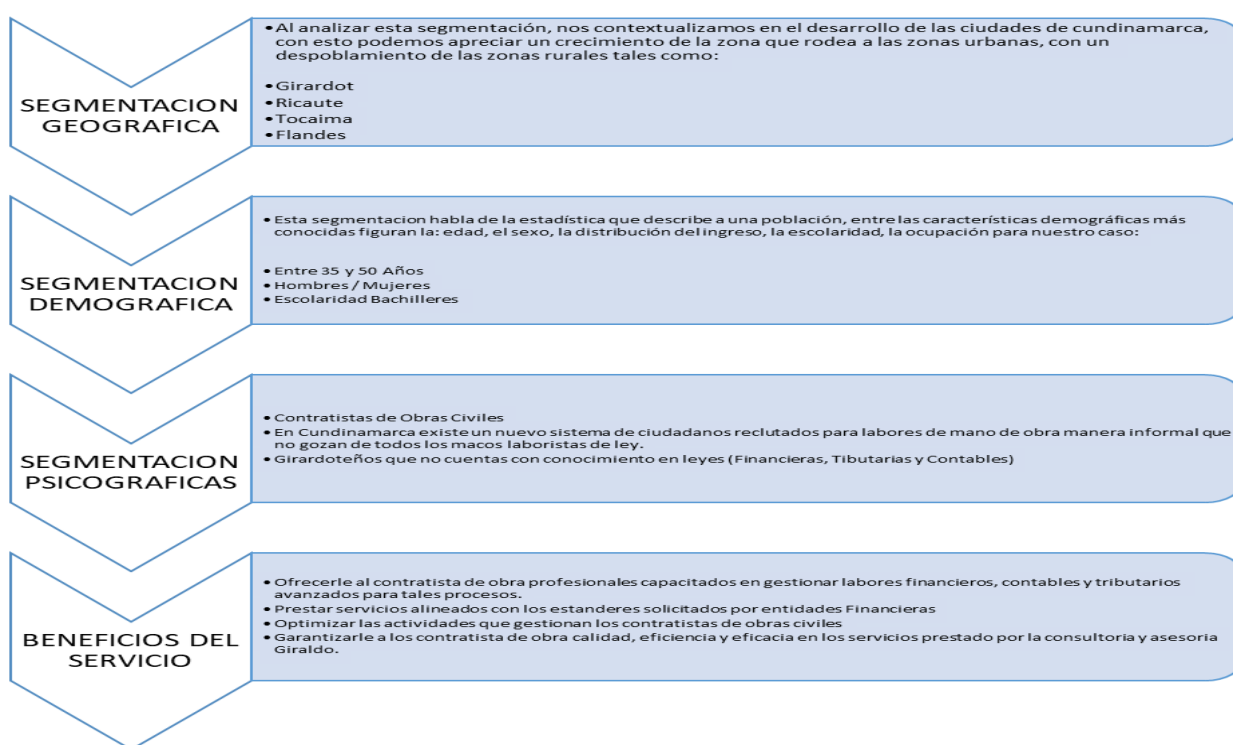 SEGMENTACION
GEOGRAFICA
•Al analizar esta segmentación, nos contextualizamos en el desarrollo de las ciudades de cundinamarca,
con esto podemos apreciar un crecimiento de la zona que rodea a las zonas urbanas, con un
despoblamiento de las zonas rurales tales como:
•Girardot
•Ricaute
•Tocaima
•Flandes
SEGMENTACION
DEMOGRAFICA
•Esta segmentacion habla de la estadística que describe a una población, entre las características demográficas más
conocidas figuran la: edad, el sexo, la distribución del ingreso, la escolaridad, la ocupación para nuestro caso:
•Entre 35 y 50 Años
•Hombres / Mujeres
•Escolaridad Bachilleres
SEGMENTACION
PSICOGRAFICAS
•Contratistas de Obras Civiles
•En Cundinamarca existe un nuevo sistema de ciudadanos reclutados para labores de mano de obra manera informal que
no gozan de todos los macos laboristas de ley.
•Girardoteños que no cuentas con conocimiento en leyes (Financieras, Tibutarias y Contables)
BENEFICIOS DEL
SERVICIO
•Ofrecerle al contratista de obra profesionales capacitados en gestionar labores financieros, contables y tributarios
avanzados para tales procesos.
•Prestar servicios alineados con los estanderes solicitados por entidades Financieras
•Optimizar las actividades que gestionan los contratistas de obras civiles
•Garantizarle a los contratista de obra calidad, eficiencia y eficacia en los servicios prestado por la consultoria y asesoria
Giraldo.